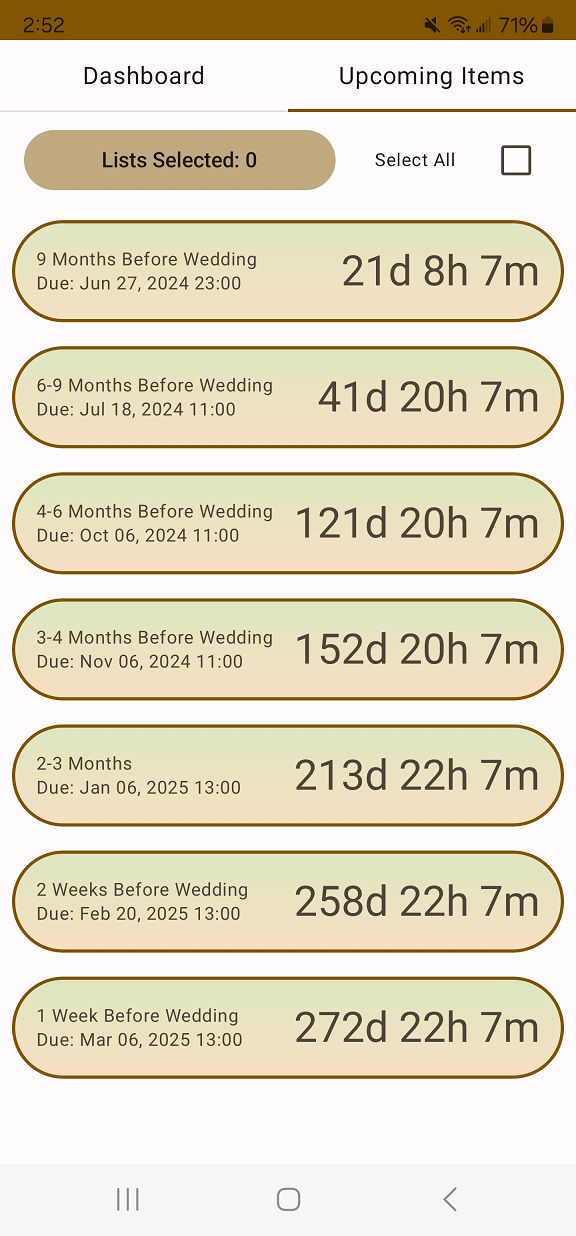 2:52 71%
Dashboard Upcoming Items
Lists Selected: 0 Select All
9 Months Before Wedding
Due: Jun 27, 2024 23:00
21d 8h 7m
6-9 Months Before Wedding
Due: Jul 18, 2024 11:00
41d 20h 7m
4-6 Months Before Wedding
Due: Oct 06, 2024 11:00
121d 20h 7m
3-4 Months Before Wedding
Due: Nov 06, 2024 11:00
152d 20h 7m
2-3 Months
Due: Jan 06, 2025 13:00
213d 22h 7m
2 Weeks Before Wedding
Due: Feb 20, 2025 13:00
258d 22h 7m
1 Week Before Wedding
Due: Mar 06, 2025 13:00
272d 22h 7m